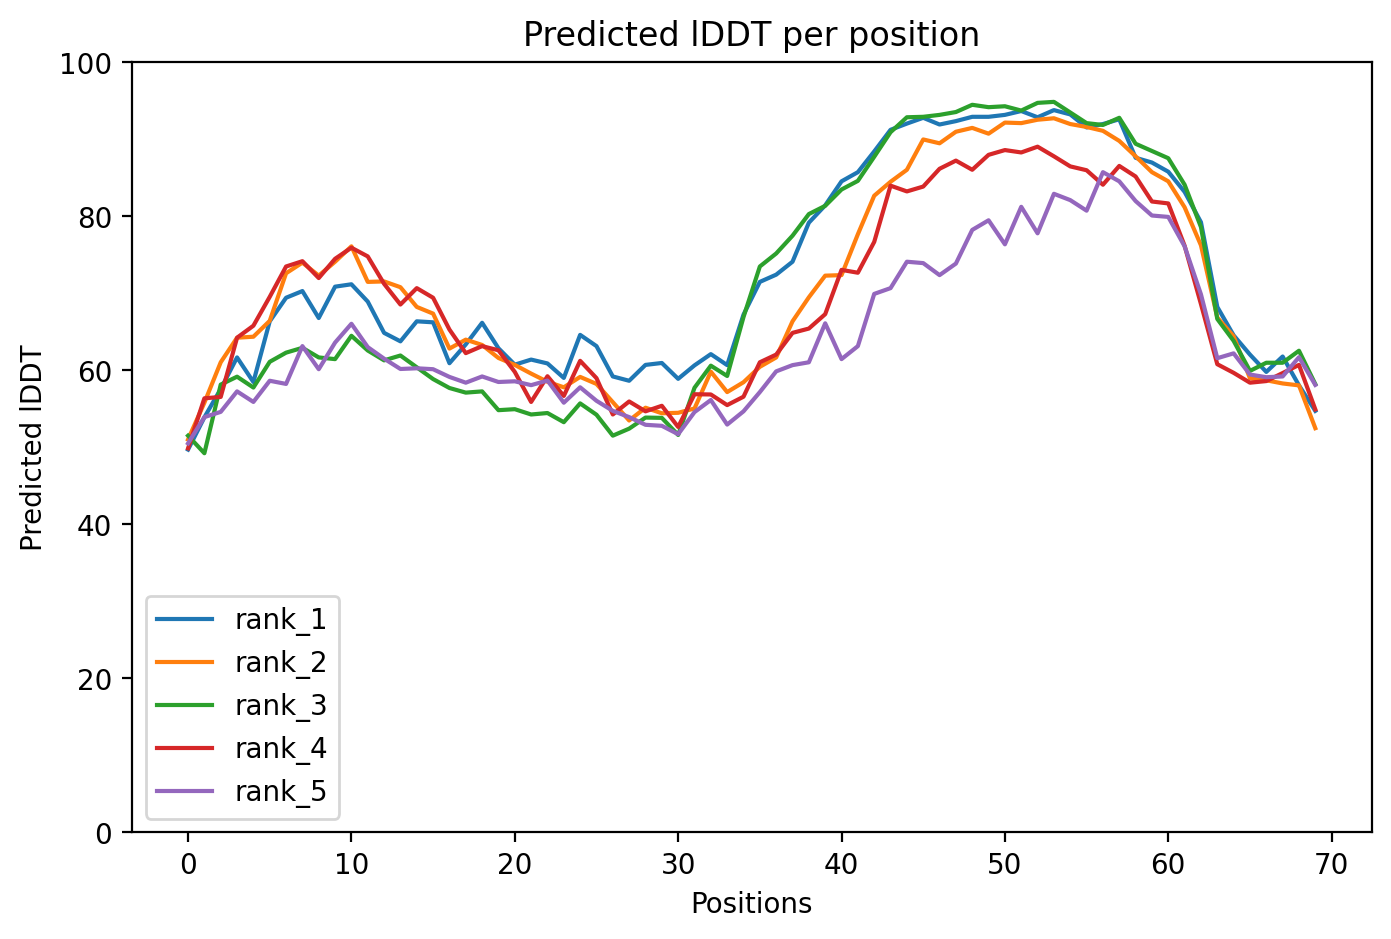 Predicted lDDT per position
Predicted lDDT
100
80
60
40
20
0
rank_1
rank_2
rank_3
rank_4
rank_5
0 10 20 30 40 50 60 70
Positions